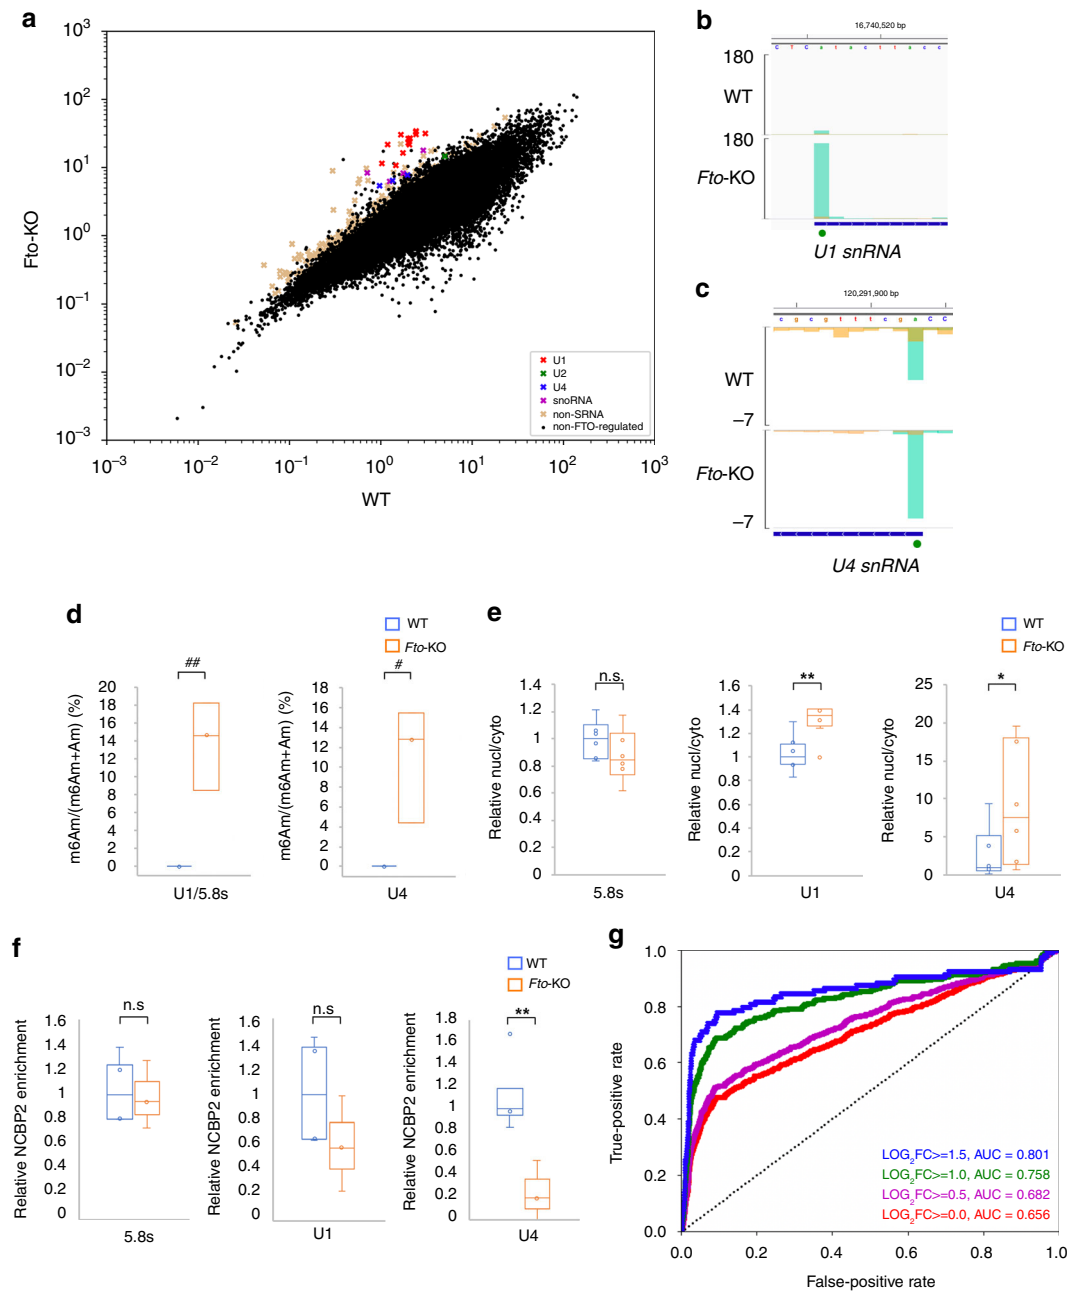 a
10³
10²
10¹
10⁰
10⁻¹
10⁻²
10⁻³
Fto-KO
10⁻³ 10⁻² 10⁻¹ 10⁰ 10¹ 10² 10³
WT
U1
U2
U4
snoRNA
non-SRNA
non-FTO-regulated
b
16,740,520 bp
C T C a t a c t t a c c
180
WT
180
Fto-KO
U1 snRNA
c
120,291,900 bp
c g c g t t t c g a C C
WT
–7
Fto-KO
–7
U4 snRNA
d
WT
Fto-KO
m6Am/(m6Am+Am) (%)
20
18
16
14
12
10
8
6
4
2
0
##
U1/5.8s
m6Am/(m6Am+Am) (%)
18
16
14
12
10
8
6
4
2
0
#
U4
e
WT
Fto-KO
Relative nucl/cyto
1.4
1.2
1
0.8
0.6
0.4
0.2
0
n.s.
5.8s
Relative nucl/cyto
1.6
1.4
1.2
1
0.8
0.6
0.4
0.2
0
**
U1
Relative nucl/cyto
25
20
15
10
5
0
*
U4
f
WT
Fto-KO
Relative NCBP2 enrichment
1.6
1.4
1.2
1
0.8
0.6
0.4
0.2
0
n.s
5.8s
Relative NCBP2 enrichment
1.6
1.4
1.2
1
0.8
0.6
0.4
0.2
0
n.s
U1
Relative NCBP2 enrichment
1.8
1.6
1.4
1.2
1
0.8
0.6
0.4
0.2
0
**
U4
g
True-positive rate
1.0
0.8
0.6
0.4
0.2
0.0
LOG₂FC>=1.5, AUC = 0.801
LOG₂FC>=1.0, AUC = 0.758
LOG₂FC>=0.5, AUC = 0.682
LOG₂FC>=0.0, AUC = 0.656
0.0 0.2 0.4 0.6 0.8 1.0
False-positive rate